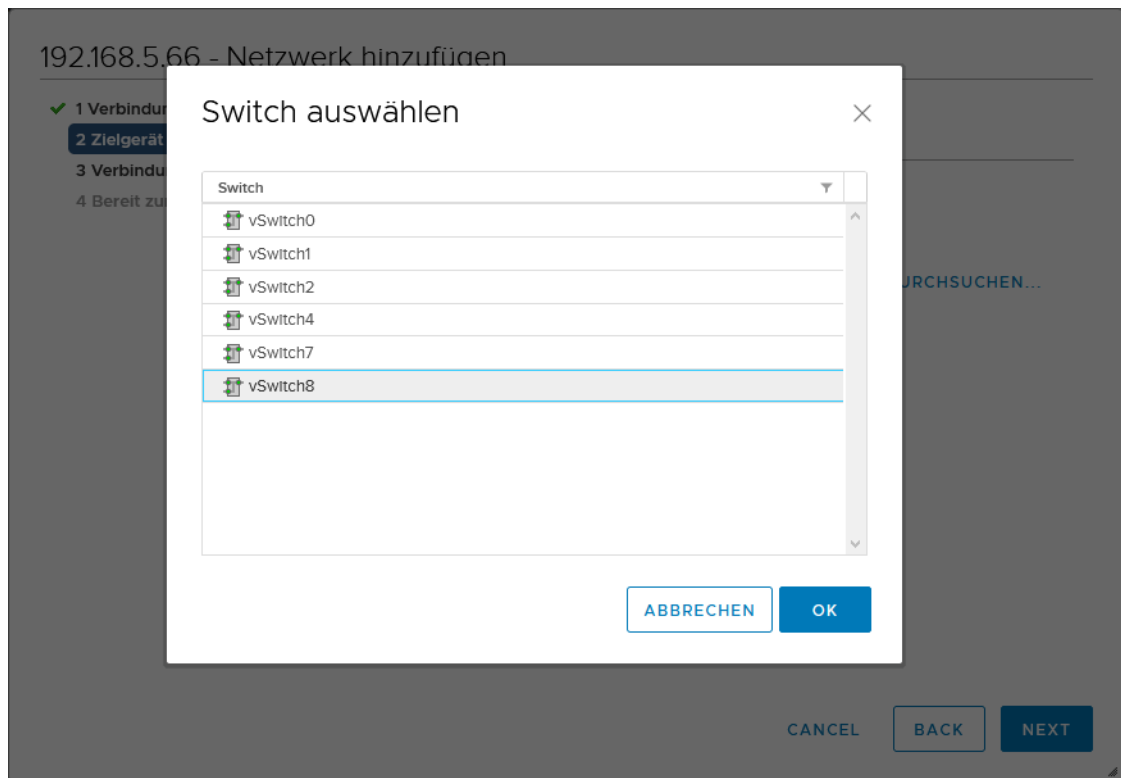 192.168.5.66 - Netzwerk hinzufügen
1 Verbindun
2 Zielgerät
3 Verbindu
4 Bereit zu
Switch auswählen
Switch
vSwitch0
vSwitch1
vSwitch2
vSwitch4
vSwitch7
vSwitch8
URCHSUCHEN...
ABBRECHEN
OK
CANCEL
BACK
NEXT